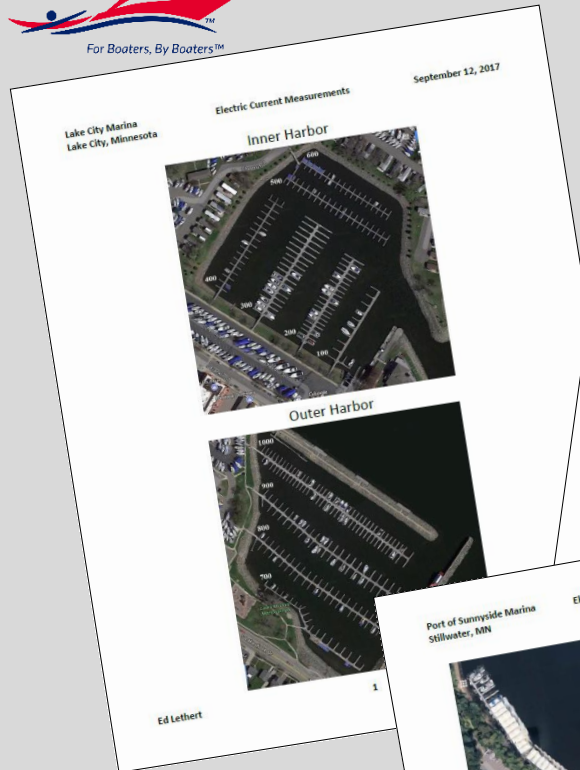 TM
For Boaters, By Boaters™
Lake City Marina
Lake City, Minnesota
Electric Current Measurements
September 12, 2017
Inner Harbor
600
500
400
300
200
100
Outer Harbor
1000
900
800
700
1
Ed Lethert
Port of Sunnyside Marina
Stillwater, MN